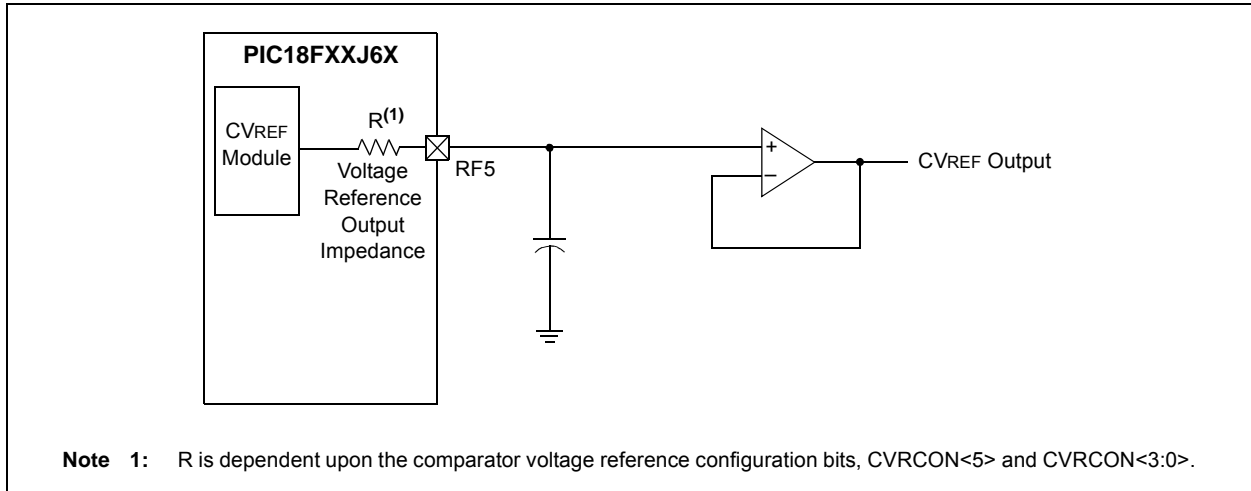 PIC18FXXJ6X
CVREF
Module
R(1)
Voltage
Reference
Output
Impedance
RF5
+
–
CVREF Output
Note 1: R is dependent upon the comparator voltage reference configuration bits, CVRCON<5> and CVRCON<3:0>.